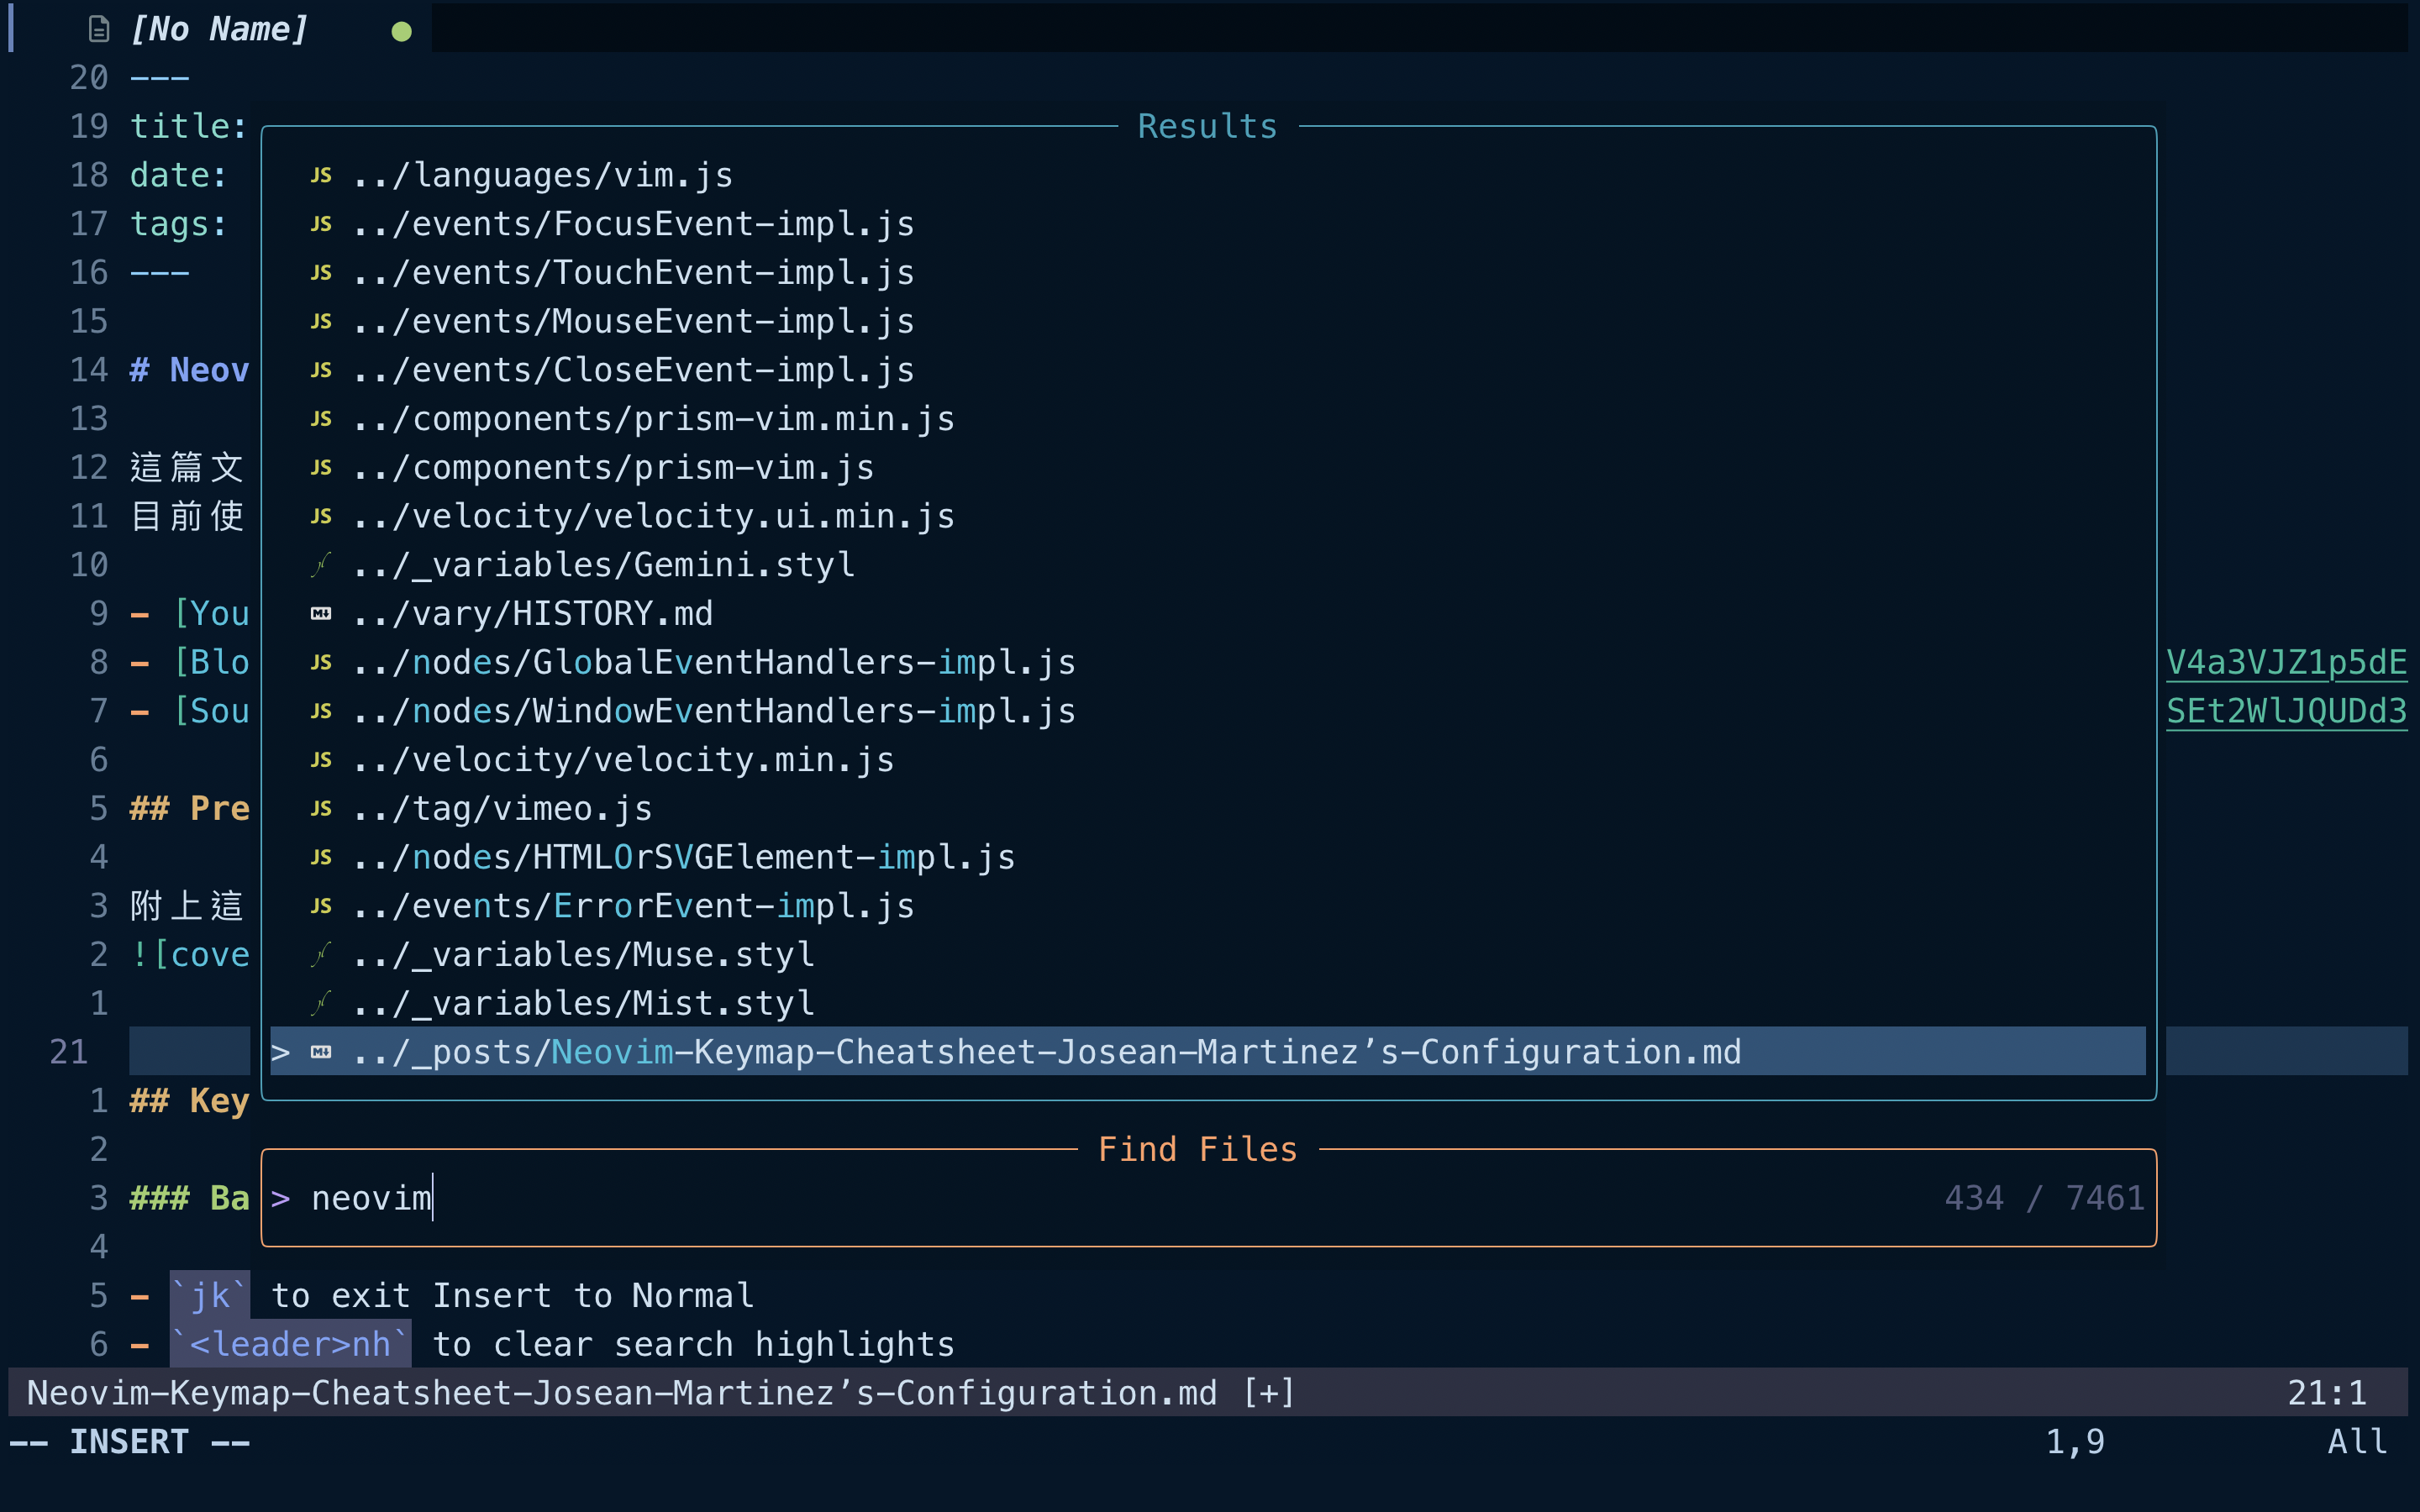 [No Name]
20 ---
19 title:
Results
18 date:
JS ../languages/vim.js
17 tags:
JS ../events/FocusEvent-impl.js
16 ---
JS ../events/TouchEvent-impl.js
15
JS ../events/MouseEvent-impl.js
14 # Neov
JS ../events/CloseEvent-impl.js
13
JS ../components/prism-vim.min.js
12 這篇文
JS ../components/prism-vim.js
11 目前使
JS ../velocity/velocity.ui.min.js
10
../_variables/Gemini.styl
9 - [You
../vary/HISTORY.md
8 - [Blo
JS ../nodes/GlobalEventHandlers-impl.js
V4a3VJZ1p5dE
7 - [Sou
JS ../nodes/WindowEventHandlers-impl.js
SEt2WlJQUDd3
6
JS ../velocity/velocity.min.js
5 ## Pre
JS ../tag/vimeo.js
4
JS ../nodes/HTMLOrSVGElement-impl.js
3 附上這
JS ../events/ErrorEvent-impl.js
2 ![cove
../_variables/Muse.styl
1
../_variables/Mist.styl
21
> ../_posts/Neovim-Keymap-Cheatsheet-Josean-Martinez’s-Configuration.md
1 ## Key
2
Find Files
3 ### Ba
> neovim
434 / 7461
4
5 - `jk` to exit Insert to Normal
6 - `<leader>nh` to clear search highlights
Neovim-Keymap-Cheatsheet-Josean-Martinez’s-Configuration.md [+] 21:1
-- INSERT -- 1,9 All